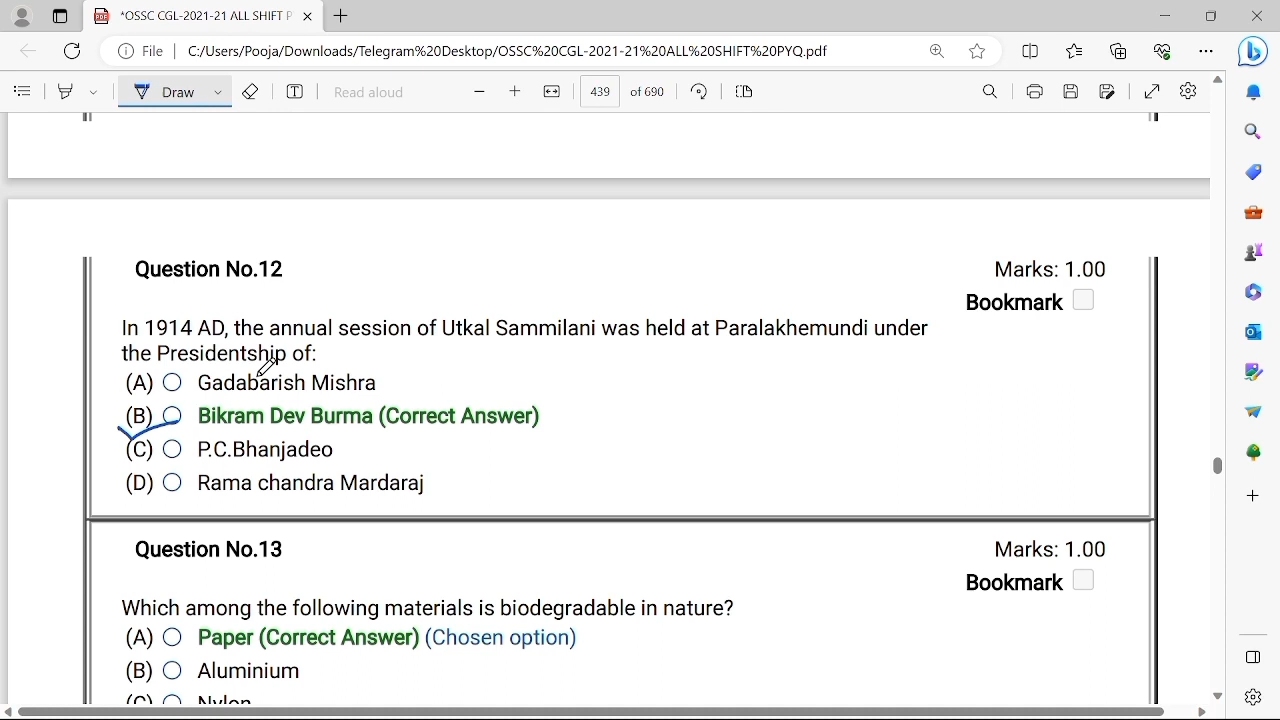 *OSSC CGL-2021-21 ALL SHIFT P
File
C:/Users/Pooja/Downloads/Telegram%20Desktop/OSSC%20CGL-2021-21%20ALL%20SHIFT%20PYQ.pdf
Draw
Read aloud
439
of 690
Question No.12
Marks: 1.00
Bookmark
In 1914 AD, the annual session of Utkal Sammilani was held at Paralakhemundi under
the Presidentship of:
(A) Gadabarish Mishra
(B) Bikram Dev Burma (Correct Answer)
(C) P.C.Bhanjadeo
(D) Rama chandra Mardaraj
Question No.13
Marks: 1.00
Bookmark
Which among the following materials is biodegradable in nature?
(A) Paper (Correct Answer) (Chosen option)
(B) Aluminium
(C) Nylon